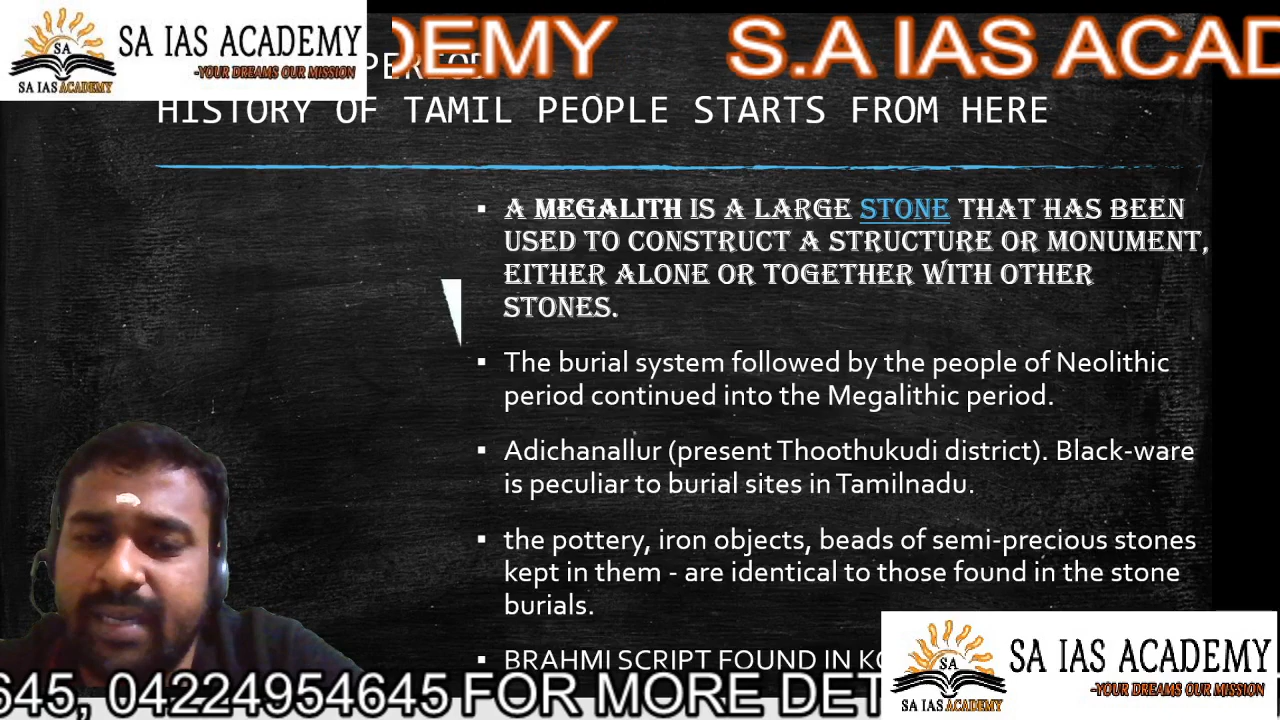 SA IAS ACADEMY
-YOUR DREAMS OUR MISSION
SA
SA IAS ACADEMY
DEMY S.A IAS ACAD
PERIOD
HISTORY OF TAMIL PEOPLE STARTS FROM HERE
▪ A MEGALITH IS A LARGE STONE THAT HAS BEEN
USED TO CONSTRUCT A STRUCTURE OR MONUMENT,
EITHER ALONE OR TOGETHER WITH OTHER
STONES.
▪ The burial system followed by the people of Neolithic
period continued into the Megalithic period.
▪ Adichanallur (present Thoothukudi district). Black-ware
is peculiar to burial sites in Tamilnadu.
▪ the pottery, iron objects, beads of semi-precious stones
kept in them - are identical to those found in the stone
burials.
▪ BRAHMI SCRIPT FOUND IN
SA IAS ACADEMY
-YOUR DREAMS OUR MISSION
SA
SA IAS ACADEMY
645, 04224954645 FOR MORE DET